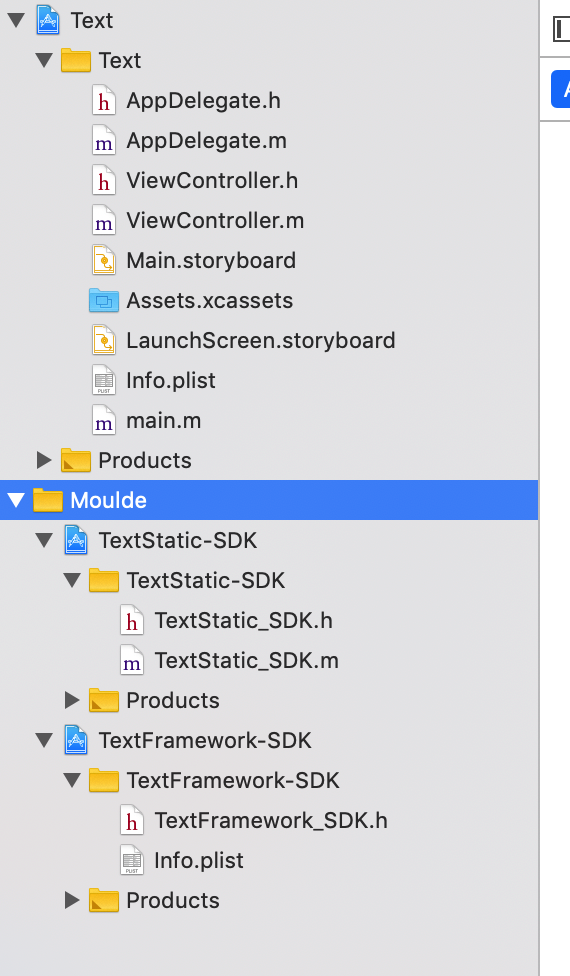 Text
Text
AppDelegate.h
AppDelegate.m
ViewController.h
ViewController.m
Main.storyboard
Assets.xcassets
LaunchScreen.storyboard
Info.plist
main.m
Products
Moulde
TextStatic-SDK
TextStatic-SDK
TextStatic_SDK.h
TextStatic_SDK.m
Products
TextFramework-SDK
TextFramework-SDK
TextFramework_SDK.h
Info.plist
Products